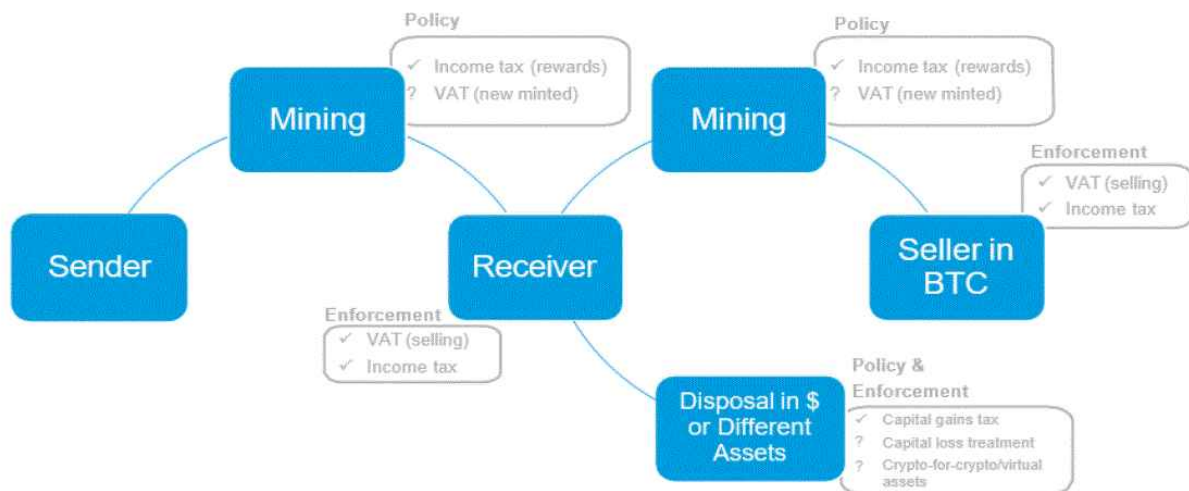 Policy
✓ Income tax (rewards)
? VAT (new minted)
Mining
Policy
✓ Income tax (rewards)
? VAT (new minted)
Mining
Enforcement
✓ VAT (selling)
✓ Income tax
Sender
Receiver
Seller in
BTC
Enforcement
✓ VAT (selling)
✓ Income tax
Disposal in $
or Different
Assets
Policy &
Enforcement
✓ Capital gains tax
? Capital loss treatment
? Crypto-for-crypto/virtual
assets